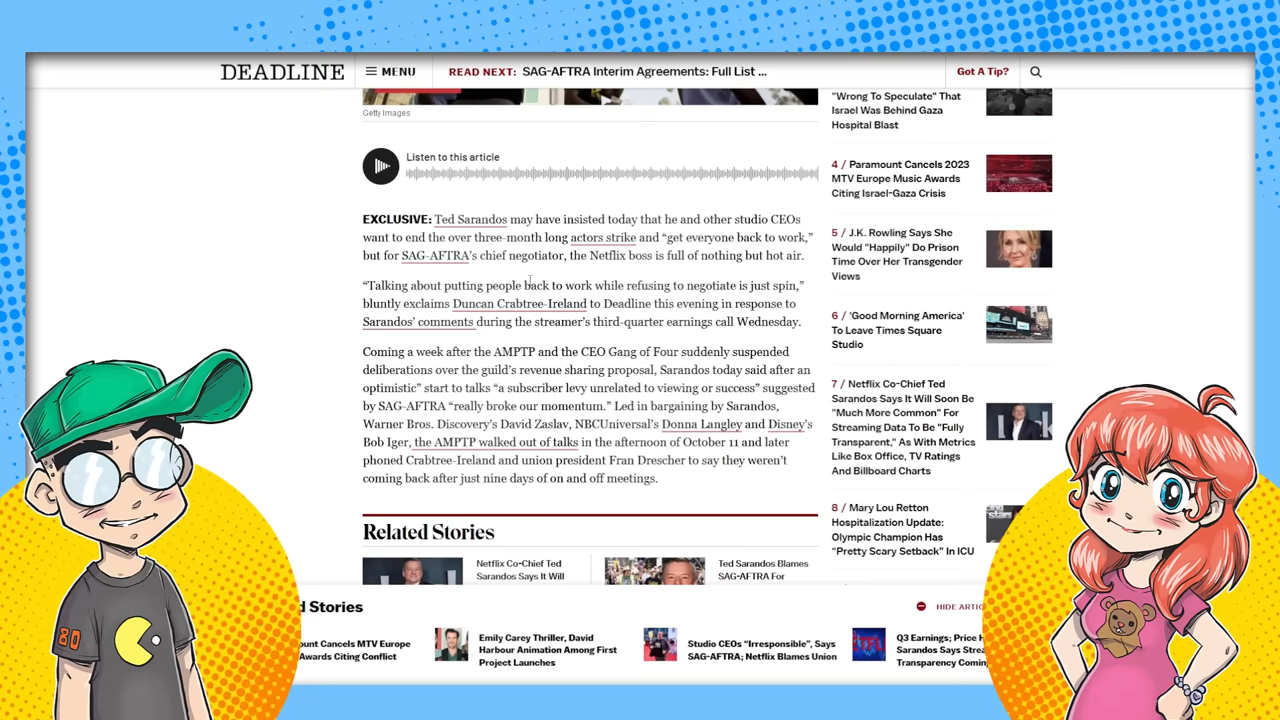 DEADLINE
MENU
READ NEXT: SAG-AFTRA Interim Agreements: Full List ...
Got A Tip?
Getty Images
Listen to this article
EXCLUSIVE: Ted Sarandos may have insisted today that he and other studio CEOs
want to end the over three-month long actors strike and “get everyone back to work,”
but for SAG-AFTRA’s chief negotiator, the Netflix boss is full of nothing but hot air.
“Talking about putting people back to work while refusing to negotiate is just spin,”
bluntly exclaims Duncan Crabtree-Ireland to Deadline this evening in response to
Sarandos’ comments during the streamer’s third-quarter earnings call Wednesday.
Coming a week after the AMPTP and the CEO Gang of Four suddenly suspended
deliberations over the guild’s revenue sharing proposal, Sarandos today said after an
optimistic” start to talks “a subscriber levy unrelated to viewing or success” suggested
by SAG-AFTRA “really broke our momentum.” Led in bargaining by Sarandos,
Warner Bros. Discovery’s David Zaslav, NBCUniversal’s Donna Langley and Disney’s
Bob Iger, the AMPTP walked out of talks in the afternoon of October 11 and later
phoned Crabtree-Ireland and union president Fran Drescher to say they weren’t
coming back after just nine days of on and off meetings.
Related Stories
Netflix Co-Chief Ted
Sarandos Says It Will
Ted Sarandos Blames
SAG-AFTRA For
"Wrong To Speculate" That
Israel Was Behind Gaza
Hospital Blast
4 / Paramount Cancels 2023
MTV Europe Music Awards
Citing Israel-Gaza Crisis
5 / J.K. Rowling Says She
Would "Happily" Do Prison
Time Over Her Transgender
Views
6 / ‘Good Morning America’
To Leave Times Square
Studio
7 / Netflix Co-Chief Ted
Sarandos Says It Will Soon Be
"Much More Common" For
Streaming Data To Be "Fully
Transparent," As With Metrics
Like Box Office, TV Ratings
And Billboard Charts
8 / Mary Lou Retton
Hospitalization Update:
Olympic Champion Has
“Pretty Scary Setback” In ICU
d Stories
HIDE ARTIC
ount Cancels MTV Europe
Awards Citing Conflict
Emily Carey Thriller, David
Harbour Animation Among First
Project Launches
Studio CEOs “Irresponsible”, Says
SAG-AFTRA; Netflix Blames Union
Q3 Earnings; Price H
Sarandos Says Strea
Transparency Comin
80